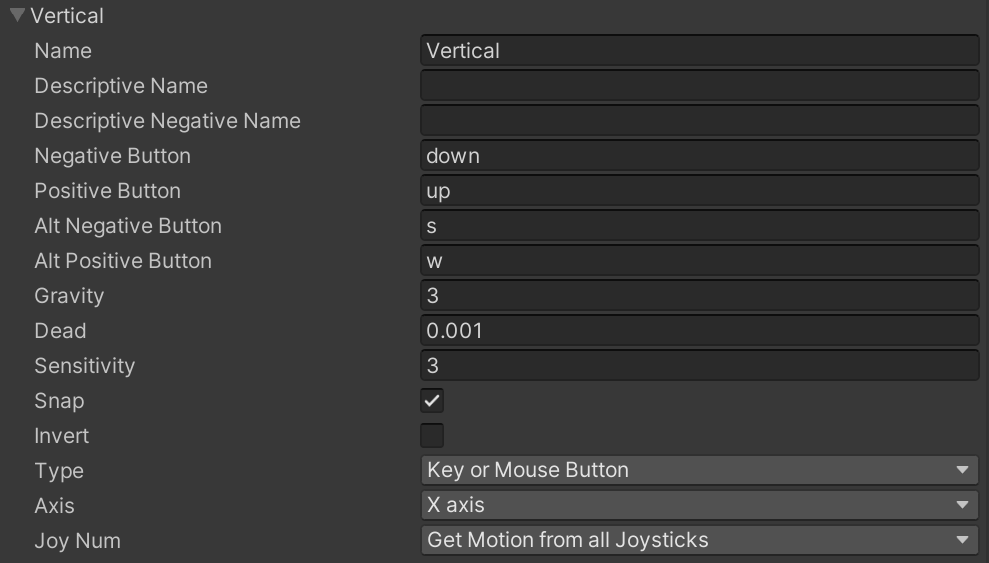 Vertical
Name Vertical
Descriptive Name
Descriptive Negative Name
Negative Button down
Positive Button up
Alt Negative Button s
Alt Positive Button w
Gravity 3
Dead 0.001
Sensitivity 3
Snap
Invert
Type Key or Mouse Button
Axis X axis
Joy Num Get Motion from all Joysticks